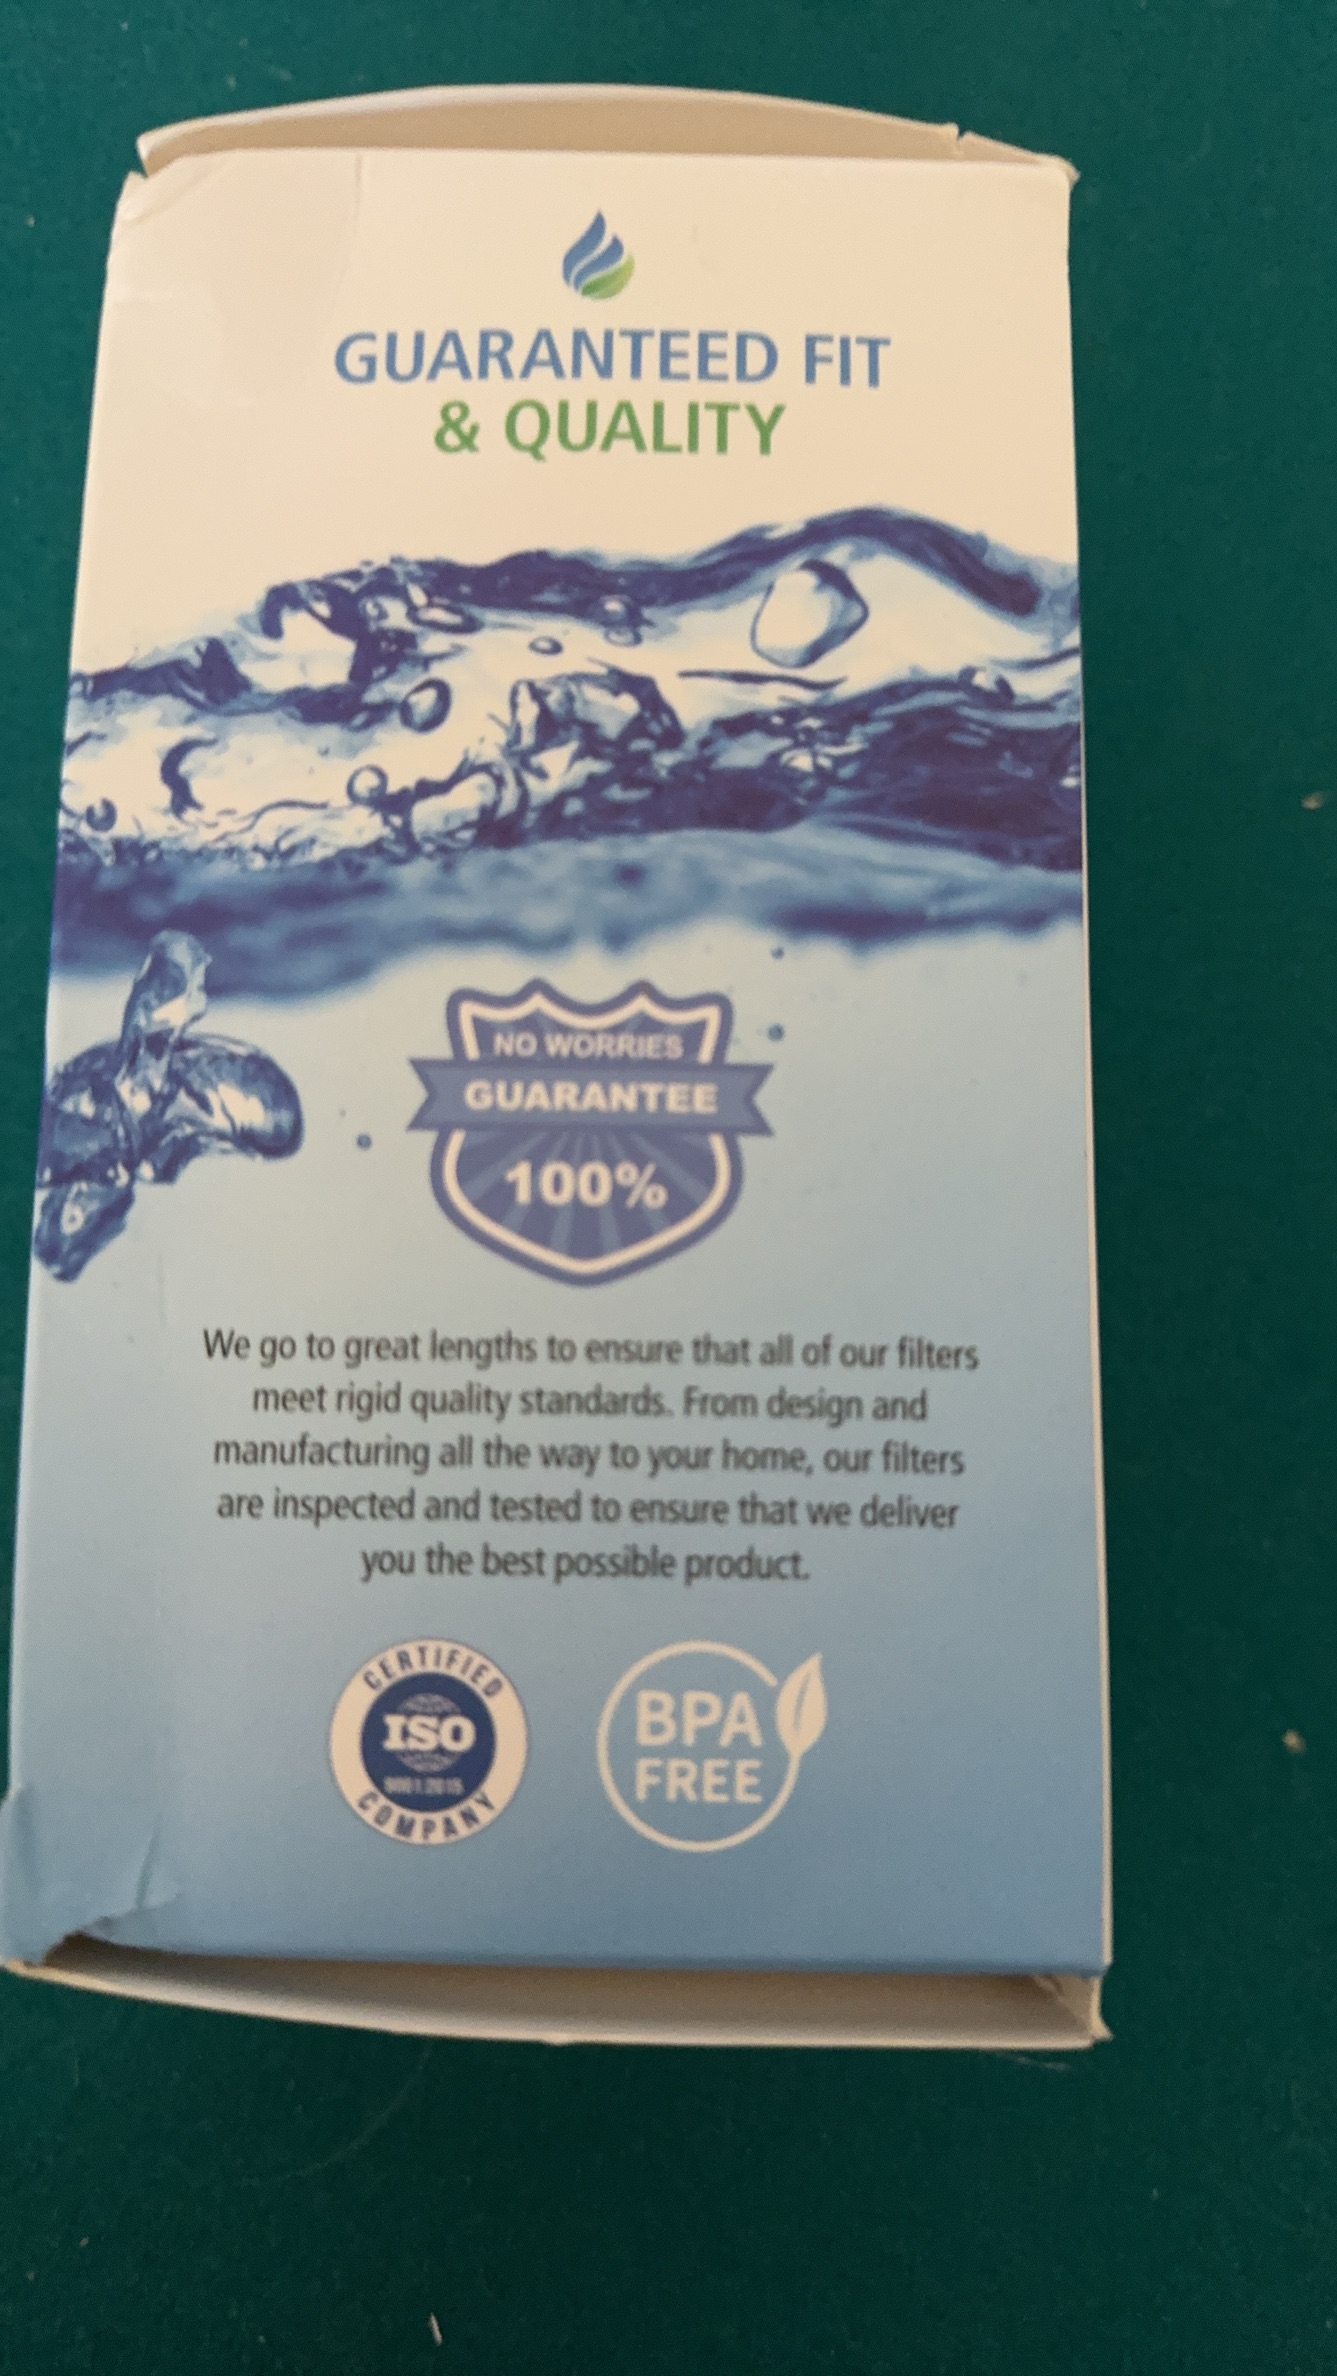 GUARANTEED FIT
& QUALITY
NO WORRIES
GUARANTEE
100%
We go to great lengths to ensure that all of our filters
meet rigid quality standards. From design and
manufacturing all the way to your home, our filters
are inspected and tested to ensure that we deliver
you the best possible product.
CERTIFIED
ISO
9001:2015
COMPANY
BPA
FREE